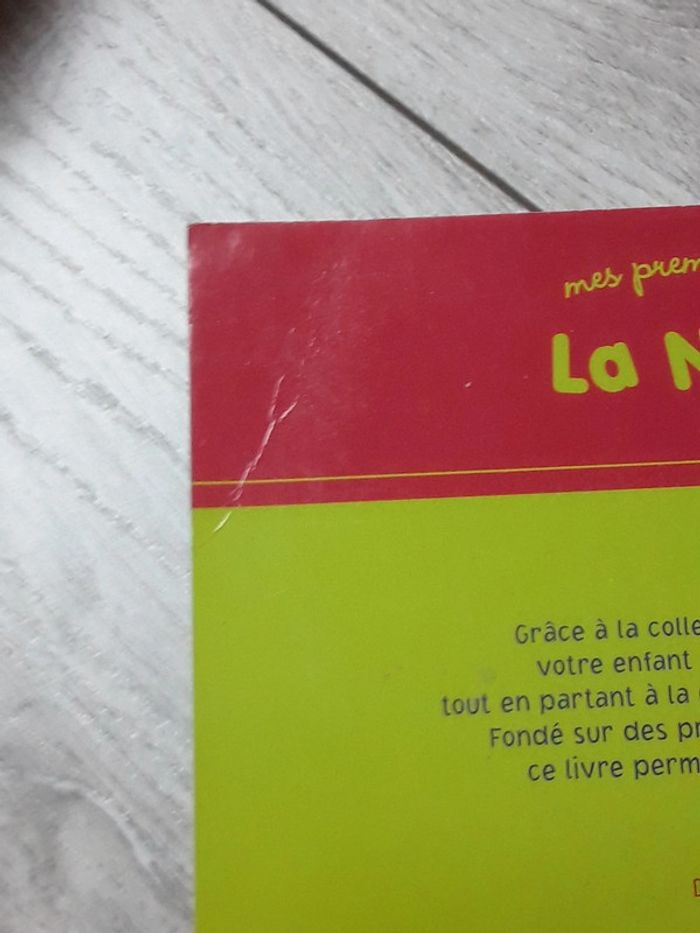 mes prem
La N
Grâce à la colle
votre enfant
tout en partant à la
Fondé sur des pr
ce livre perm